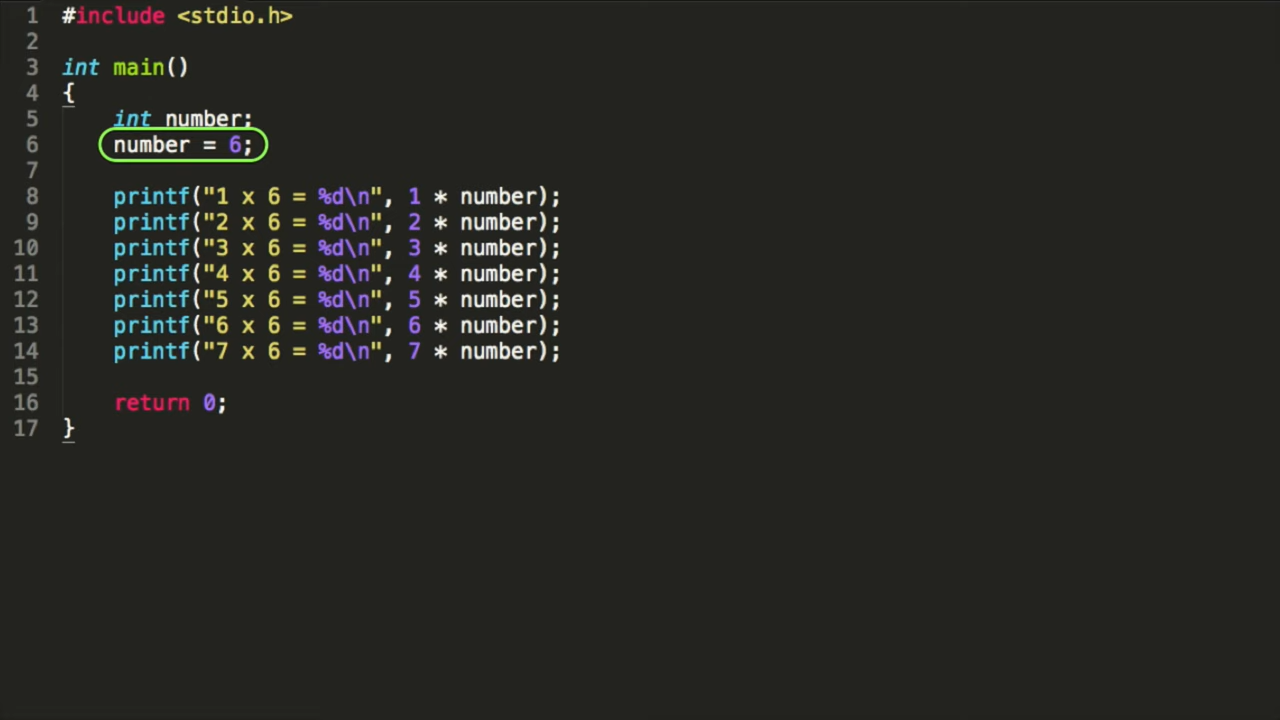 1 #include <stdio.h>
2
3 int main()
4 {
5 int number;
6 number = 6;
7
8 printf("1 x 6 = %d\n", 1 * number);
9 printf("2 x 6 = %d\n", 2 * number);
10 printf("3 x 6 = %d\n", 3 * number);
11 printf("4 x 6 = %d\n", 4 * number);
12 printf("5 x 6 = %d\n", 5 * number);
13 printf("6 x 6 = %d\n", 6 * number);
14 printf("7 x 6 = %d\n", 7 * number);
15
16 return 0;
17 }